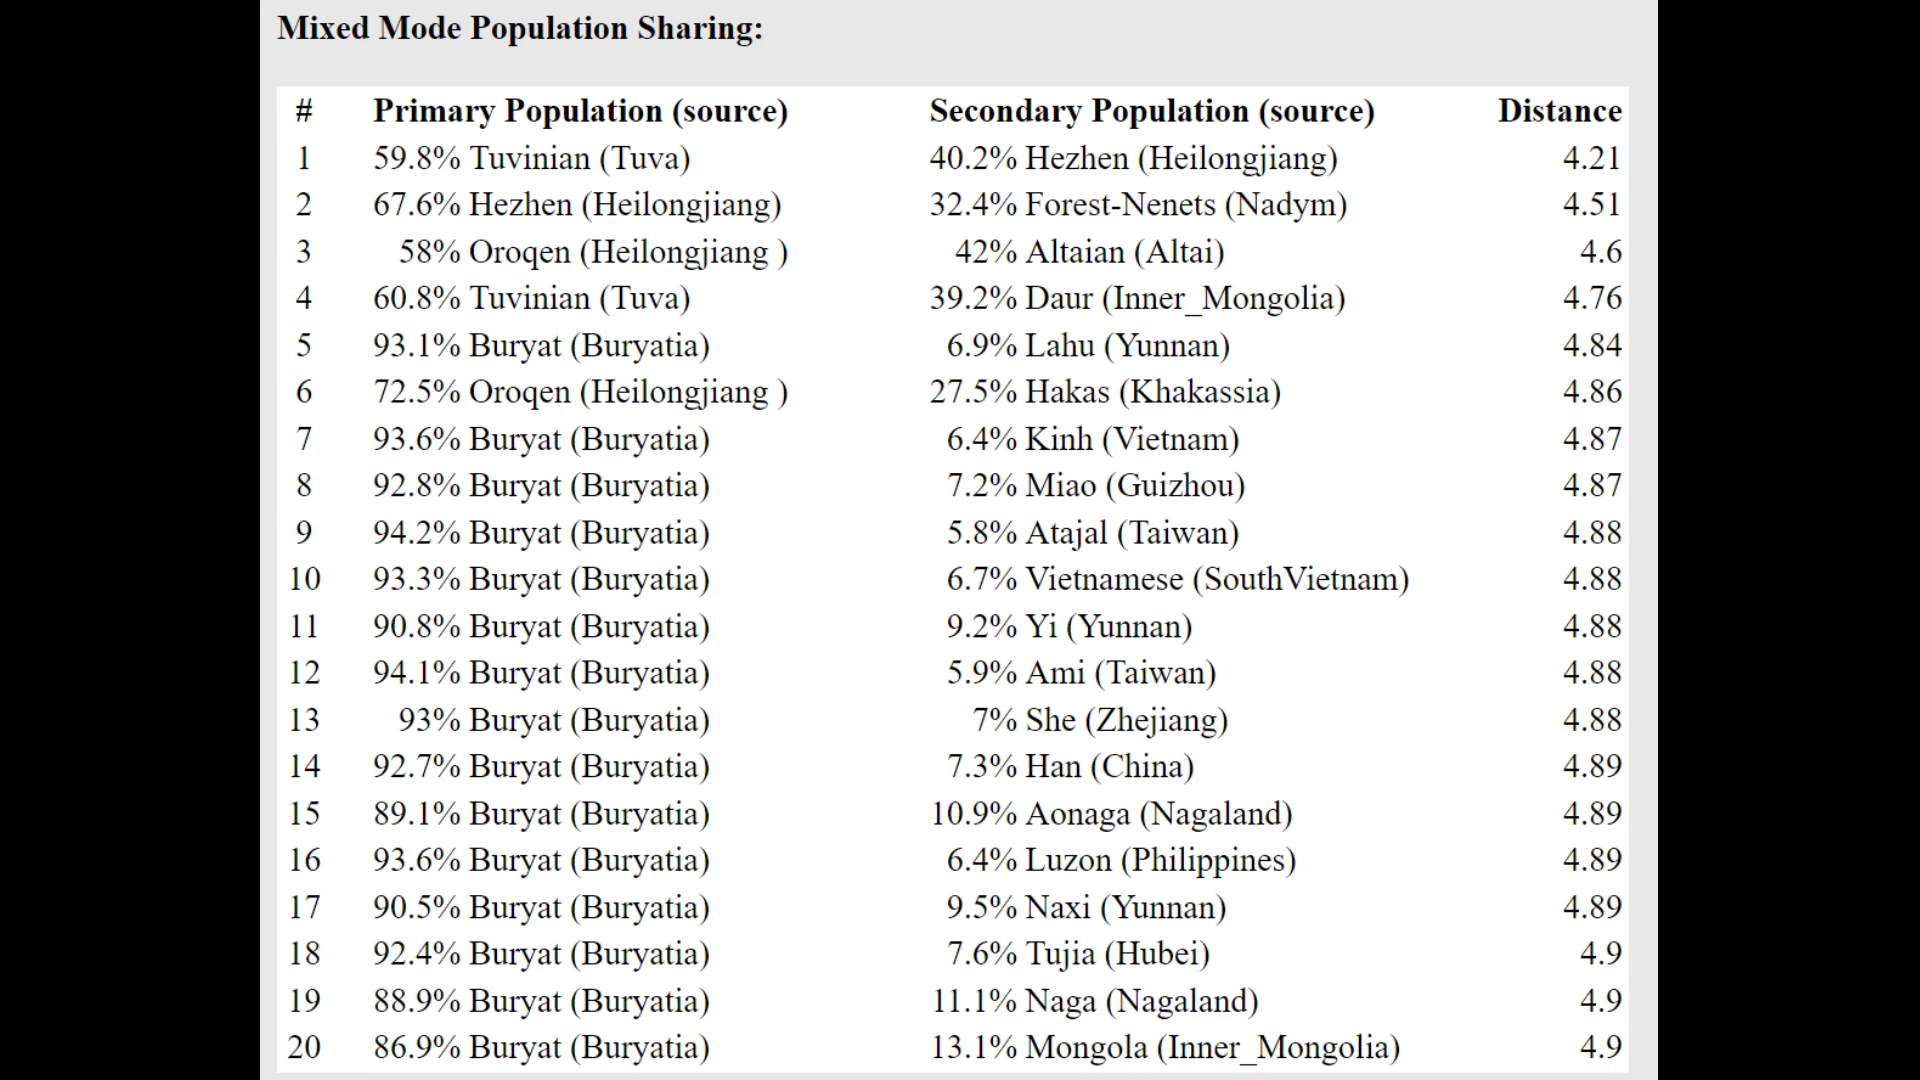 Mixed Mode Population Sharing:
# Primary Population (source) Secondary Population (source) Distance
1 59.8% Tuvinian (Tuva) 40.2% Hezhen (Heilongjiang) 4.21
2 67.6% Hezhen (Heilongjiang) 32.4% Forest-Nenets (Nadym) 4.51
3 58% Oroqen (Heilongjiang ) 42% Altaian (Altai) 4.6
4 60.8% Tuvinian (Tuva) 39.2% Daur (Inner_Mongolia) 4.76
5 93.1% Buryat (Buryatia) 6.9% Lahu (Yunnan) 4.84
6 72.5% Oroqen (Heilongjiang ) 27.5% Hakas (Khakassia) 4.86
7 93.6% Buryat (Buryatia) 6.4% Kinh (Vietnam) 4.87
8 92.8% Buryat (Buryatia) 7.2% Miao (Guizhou) 4.87
9 94.2% Buryat (Buryatia) 5.8% Atajal (Taiwan) 4.88
10 93.3% Buryat (Buryatia) 6.7% Vietnamese (SouthVietnam) 4.88
11 90.8% Buryat (Buryatia) 9.2% Yi (Yunnan) 4.88
12 94.1% Buryat (Buryatia) 5.9% Ami (Taiwan) 4.88
13 93% Buryat (Buryatia) 7% She (Zhejiang) 4.88
14 92.7% Buryat (Buryatia) 7.3% Han (China) 4.89
15 89.1% Buryat (Buryatia) 10.9% Aonaga (Nagaland) 4.89
16 93.6% Buryat (Buryatia) 6.4% Luzon (Philippines) 4.89
17 90.5% Buryat (Buryatia) 9.5% Naxi (Yunnan) 4.89
18 92.4% Buryat (Buryatia) 7.6% Tujia (Hubei) 4.9
19 88.9% Buryat (Buryatia) 11.1% Naga (Nagaland) 4.9
20 86.9% Buryat (Buryatia) 13.1% Mongola (Inner_Mongolia) 4.9